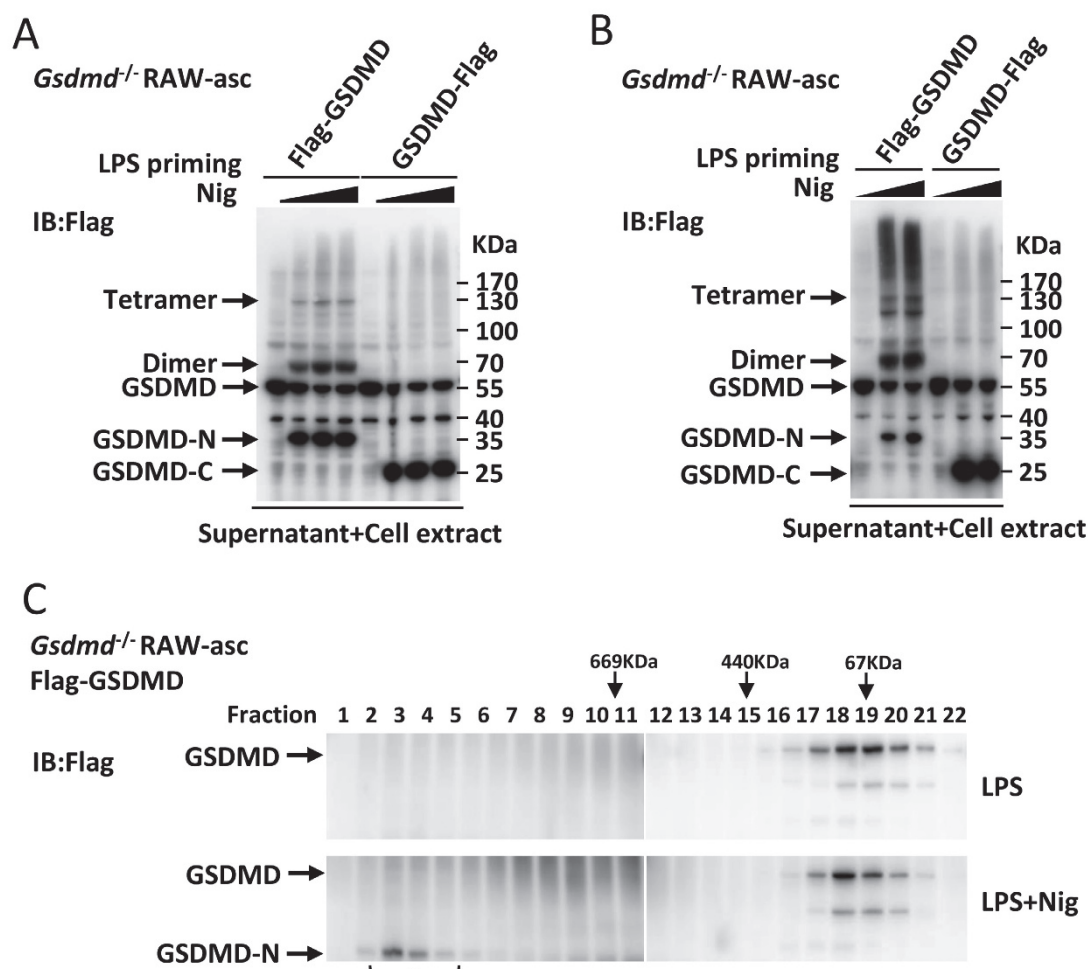 A
Gsdmd-/- RAW-asc
Flag-GSDMD
GSDMD-Flag
LPS priming
Nig
IB:Flag
KDa
170
130
100
70
55
40
35
25
Tetramer
Dimer
GSDMD
GSDMD-N
GSDMD-C
Supernatant+Cell extract
B
Gsdmd-/- RAW-asc
Flag-GSDMD
GSDMD-Flag
LPS priming
Nig
IB:Flag
KDa
170
130
100
70
55
40
35
25
Tetramer
Dimer
GSDMD
GSDMD-N
GSDMD-C
Supernatant+Cell extract
C
Gsdmd-/- RAW-asc
Flag-GSDMD
669KDa 440KDa 67KDa
Fraction 1 2 3 4 5 6 7 8 9 10 11 12 13 14 15 16 17 18 19 20 21 22
IB:Flag
GSDMD
LPS
GSDMD
LPS+Nig
GSDMD-N